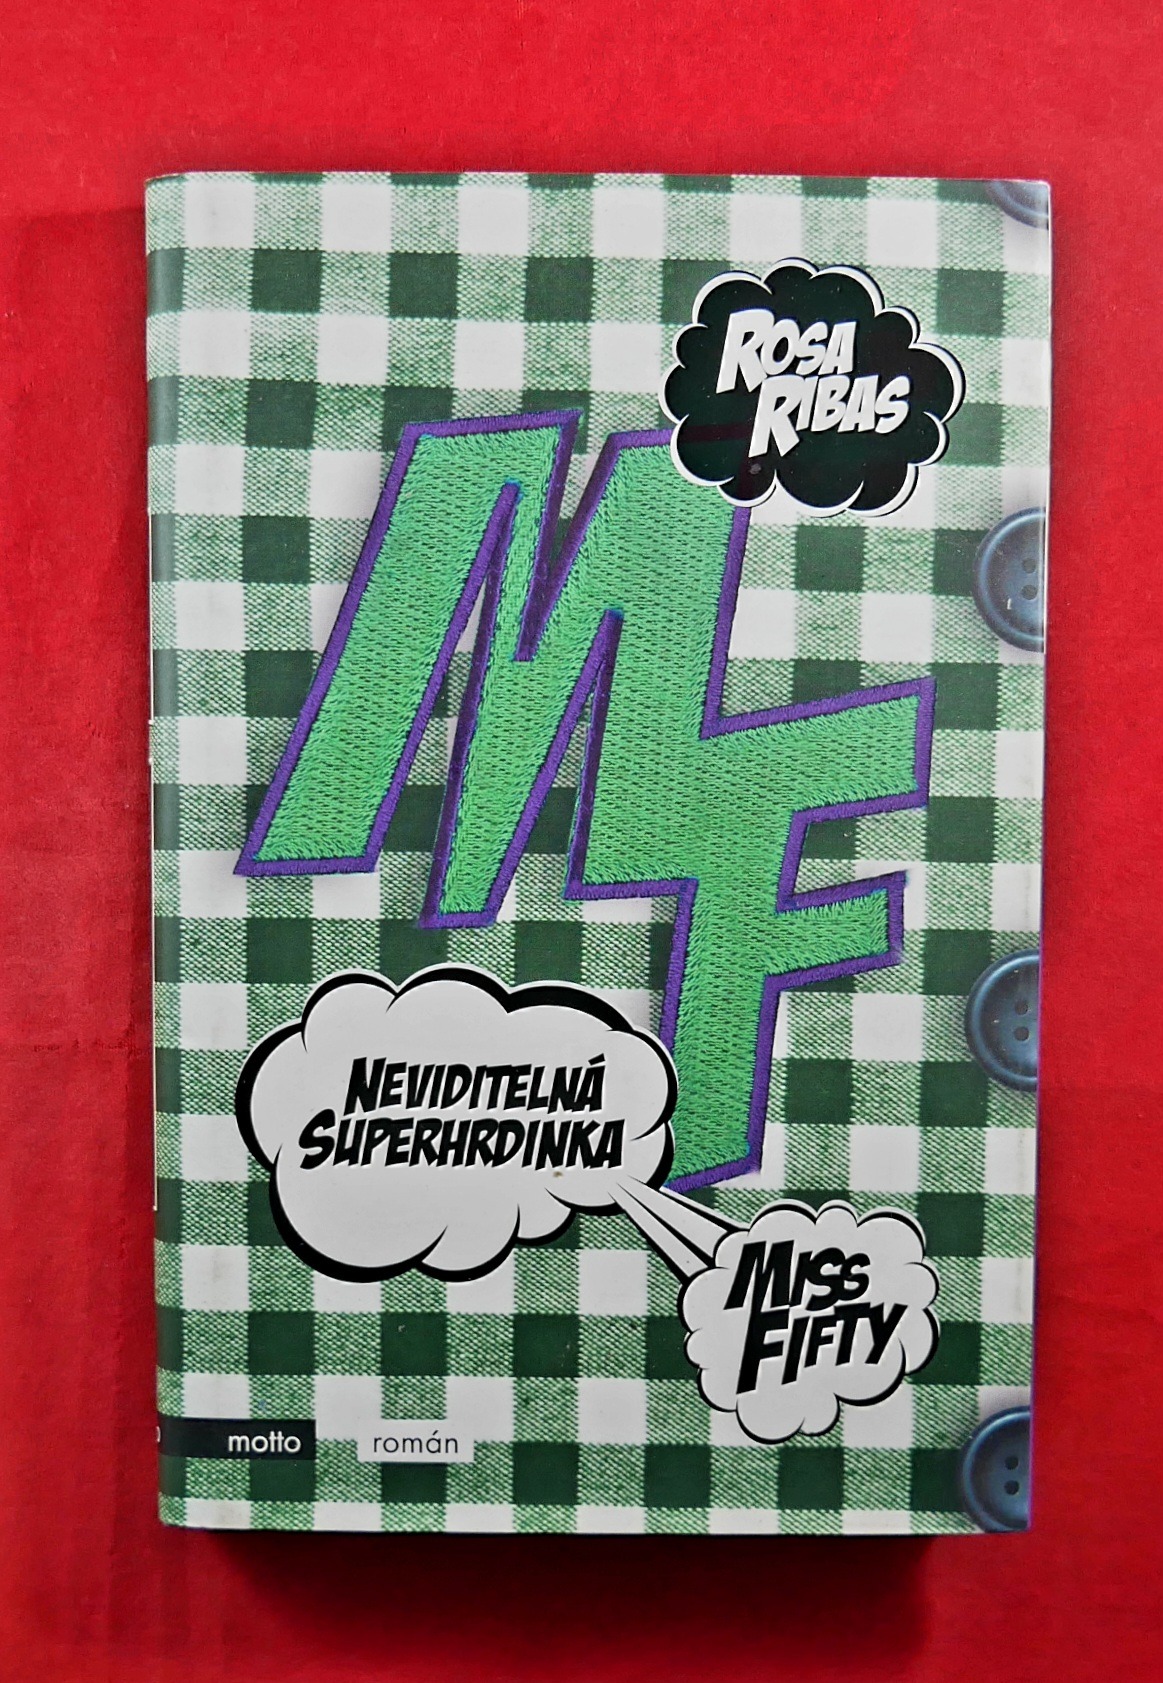 ROSA
RIBAS
MF
NEVIDITELNÁ
SUPERHRDINKA
MISS
FIFTY
motto
román